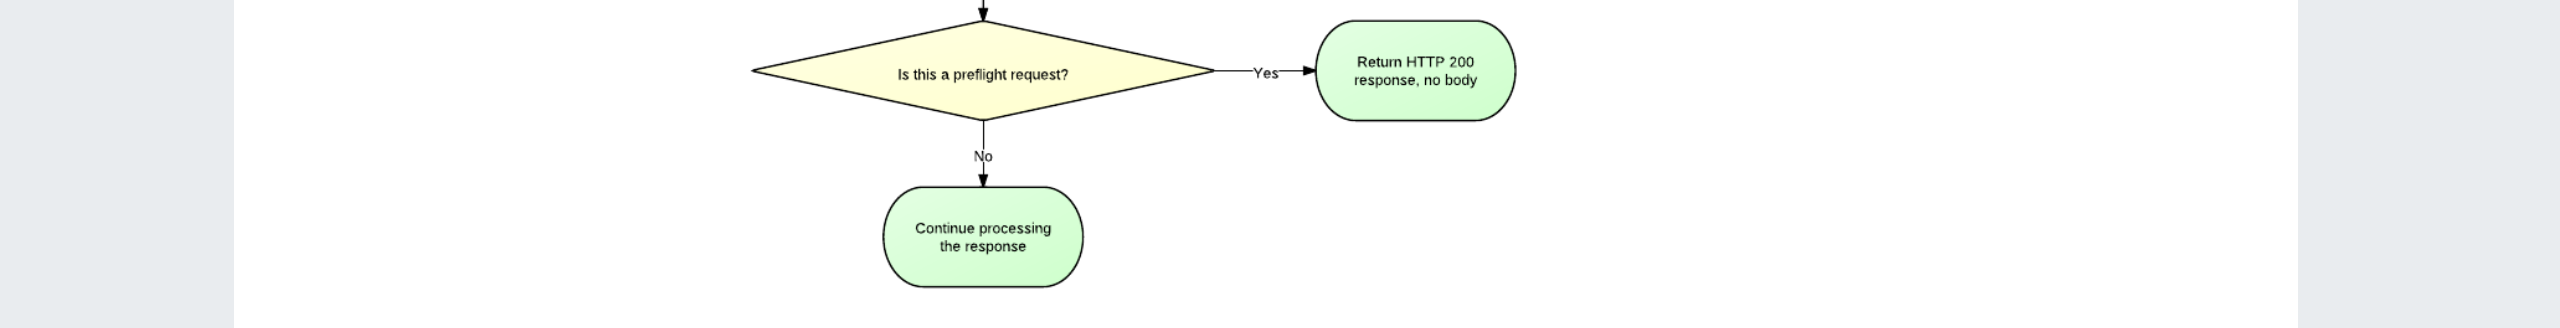 Is this a preflight request?
Yes
Return HTTP 200
response, no body
No
Continue processing
the response